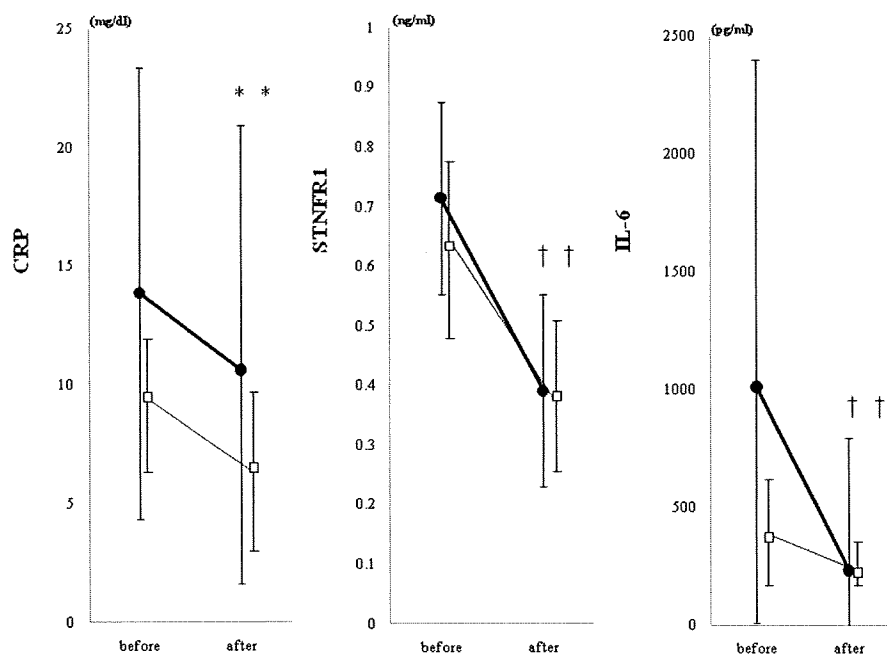 (mg/dl)
25
20
15
10
5
0
CRP
* *
before after
(ng/ml)
1
0.9
0.8
0.7
0.6
0.5
0.4
0.3
0.2
0.1
0
STNFR1
† †
before after
(pg/ml)
2500
2000
1500
1000
500
0
IL-6
† †
before after